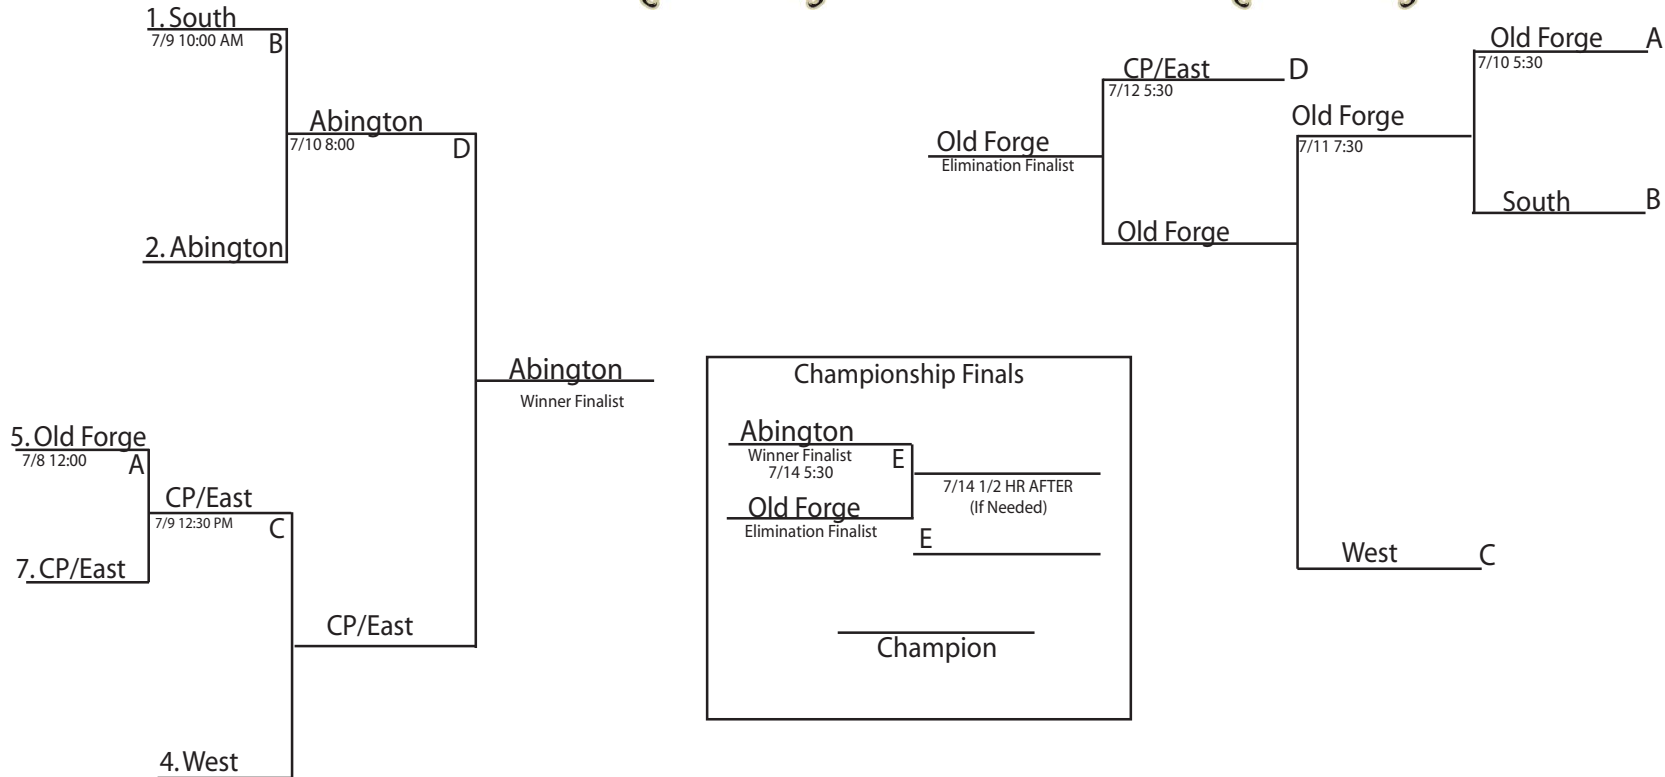 1. South
7/9 10:00 AM
B
Abington
7/10 8:00
D
2. Abington
Abington
Winner Finalist
5. Old Forge
7/8 12:00
A
CP/East
7/9 12:30 PM
C
7. CP/East
CP/East
4. West
Championship Finals
Abington
Winner Finalist
7/14 5:30
E
Old Forge
Elimination Finalist
7/14 1/2 HR AFTER
(If Needed)
E
Champion
Old Forge
Elimination Finalist
CP/East
D
7/12 5:30
Old Forge
Old Forge
7/11 7:30
Old Forge
A
7/10 5:30
South
B
West
C